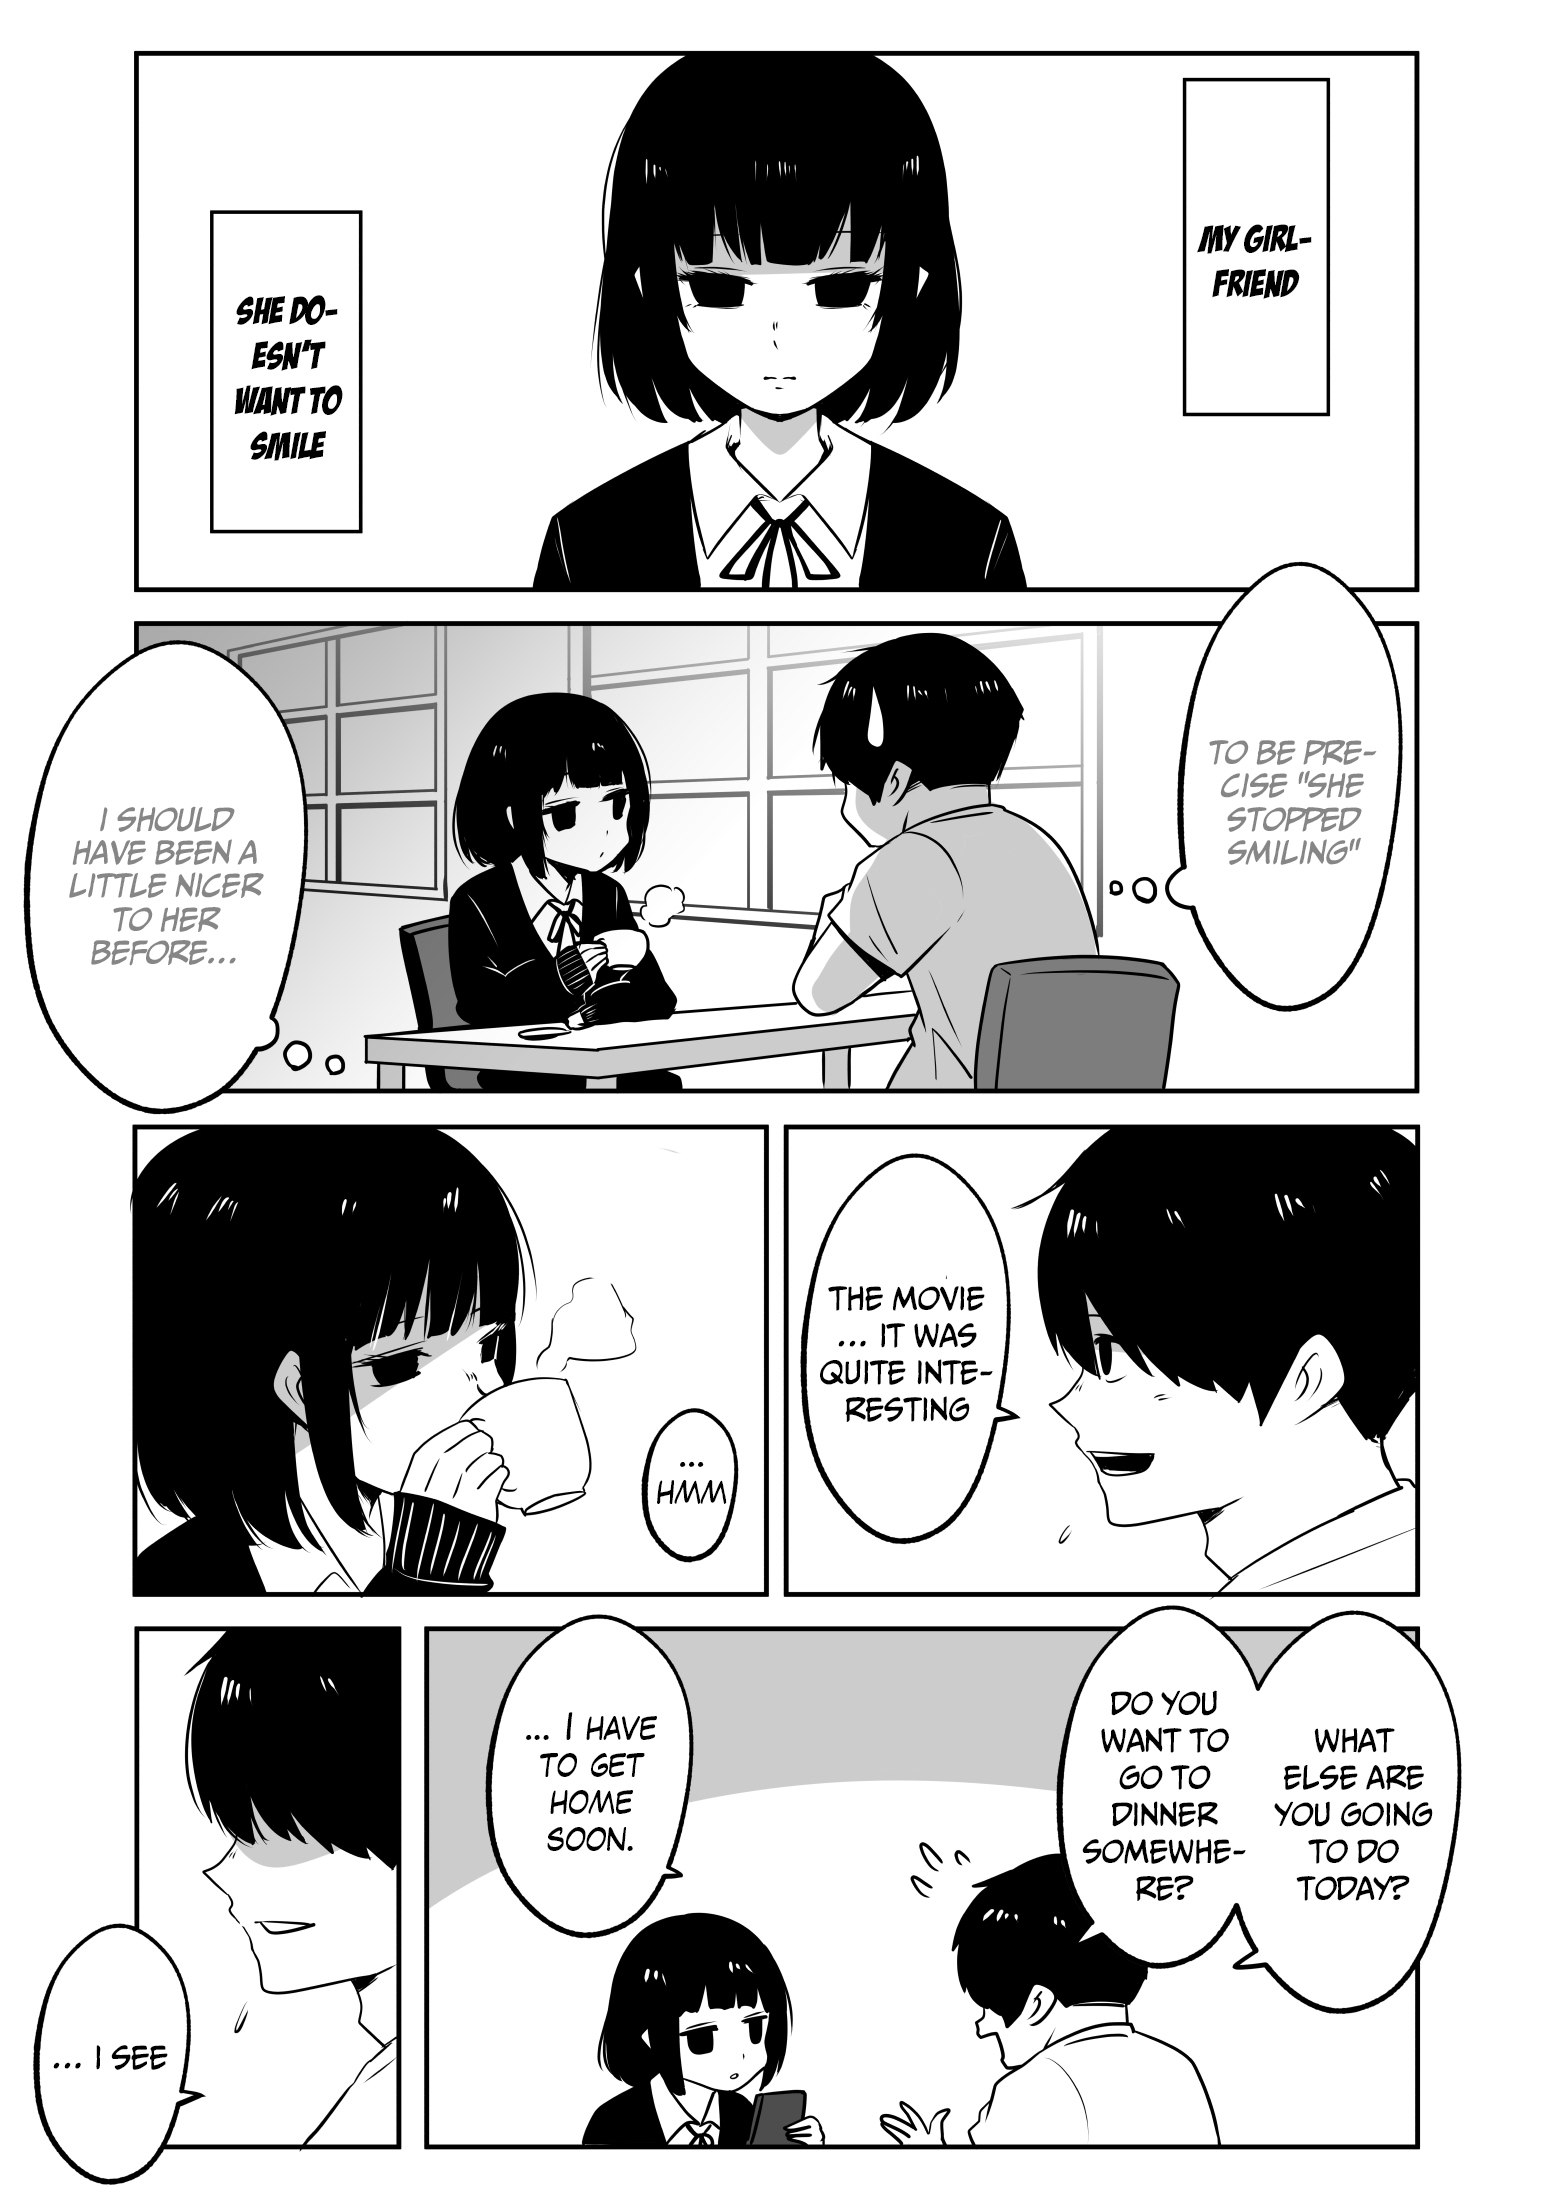 MY GIRL-
FRIEND
SHE DO-
ESN'T
WANT TO
SMILE
TO BE PRE-
CISE "SHE
STOPPED
SMILING"
I SHOULD
HAVE BEEN A
LITTLE NICER
TO HER
BEFORE...
THE MOVIE
... IT WAS
QUITE INTE-
RESTING
...
HMM
WHAT
ELSE ARE
YOU GOING
TO DO
TODAY?
DO YOU
WANT TO
GO TO
DINNER
SOMEWHE-
RE?
... I HAVE
TO GET
HOME
SOON.
... I SEE